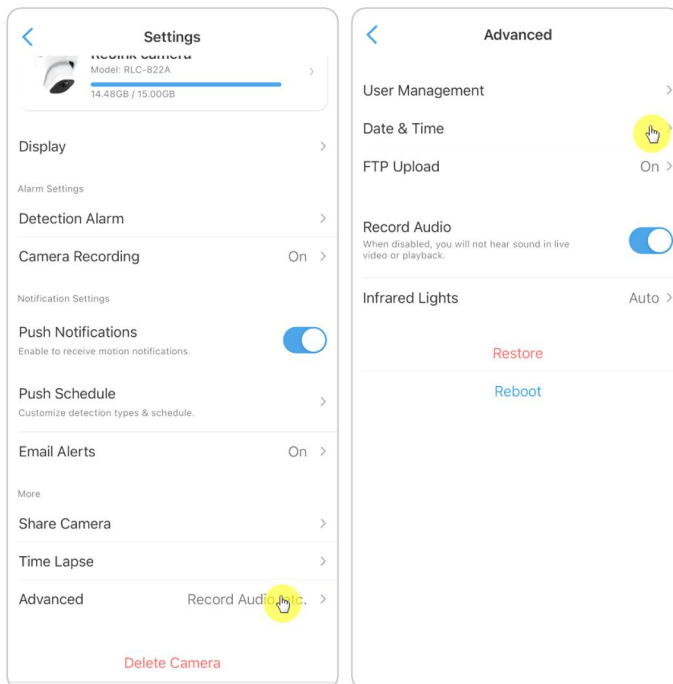 Settings
Reolink Camera
Model: RLC-822A
14.48GB / 15.00GB
Display
Alarm Settings
Detection Alarm
Camera Recording On
Notification Settings
Push Notifications
Enable to receive motion notifications.
Push Schedule
Customize detection types & schedule.
Email Alerts On
More
Share Camera
Time Lapse
Advanced Record Audio, etc.
Delete Camera
Advanced
User Management
Date & Time
FTP Upload On
Record Audio
When disabled, you will not hear sound in live
video or playback.
Infrared Lights Auto
Restore
Reboot